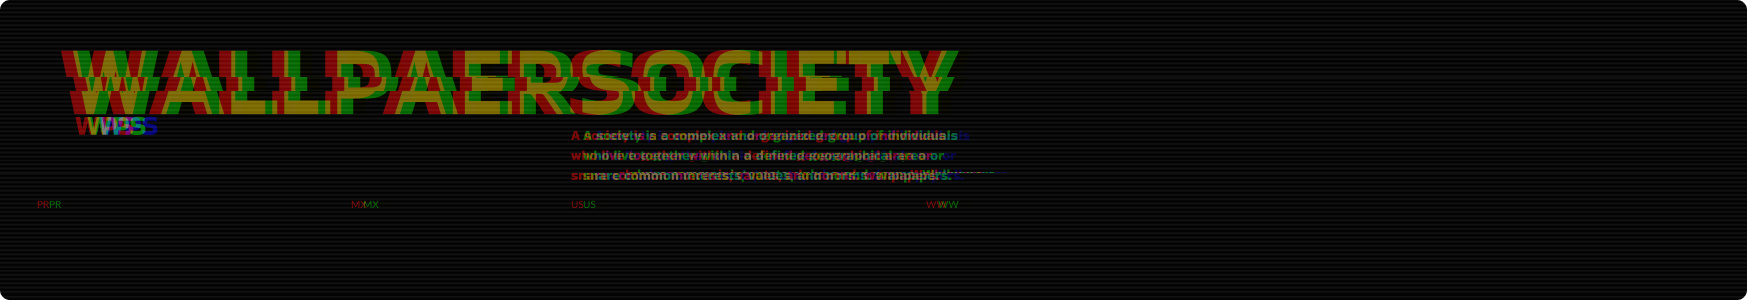 WALLPAERSOCIETY
WPS
A society is a complex and organized group of individuals
who live together within a defined geographical area or
share common interests, values, and norms. wallpapers.
PR MX US WW